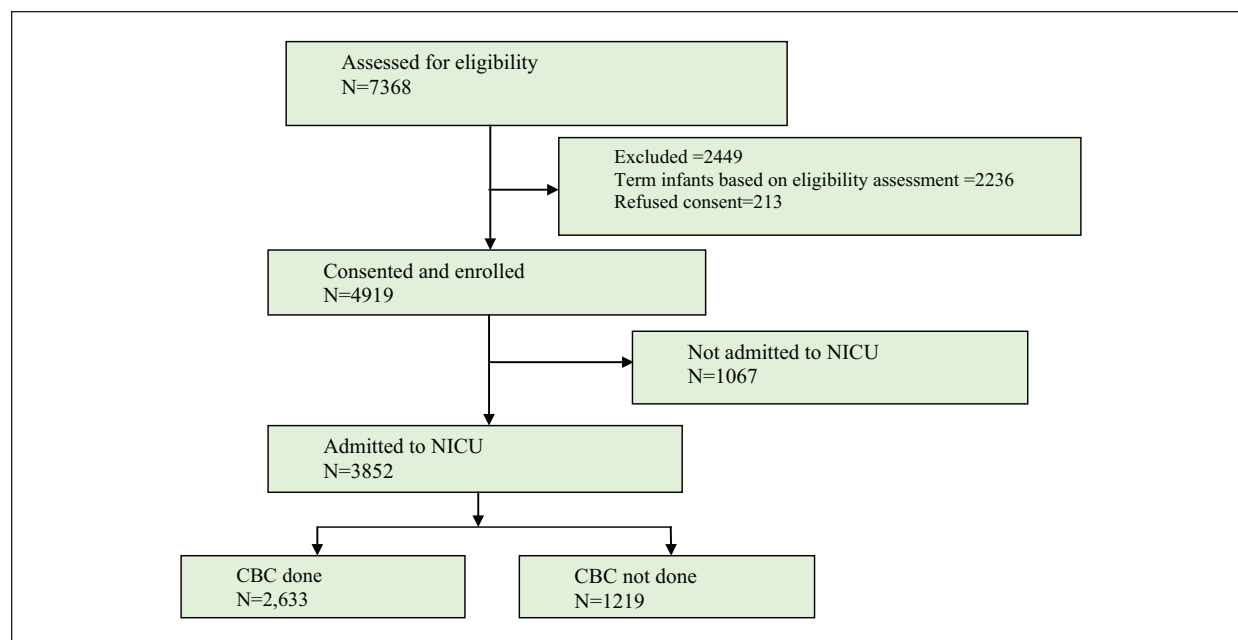 Assessed for eligibility
N=7368
Excluded =2449
Term infants based on eligibility assessment =2236
Refused consent=213
Consented and enrolled
N=4919
Not admitted to NICU
N=1067
Admitted to NICU
N=3852
CBC done
N=2,633
CBC not done
N=1219